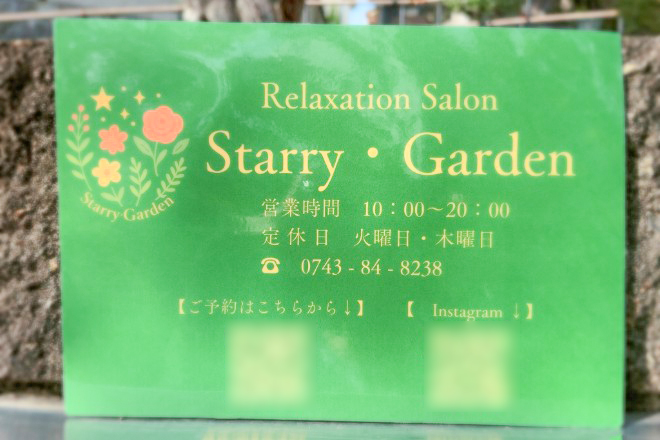 Relaxation Salon
Starry・Garden
Starry・Garden
営業時間 10：00～20：00
定休日 火曜日・木曜日
☎ 0743 - 84 - 8238
【ご予約はこちらから↓】 【 Instagram ↓】